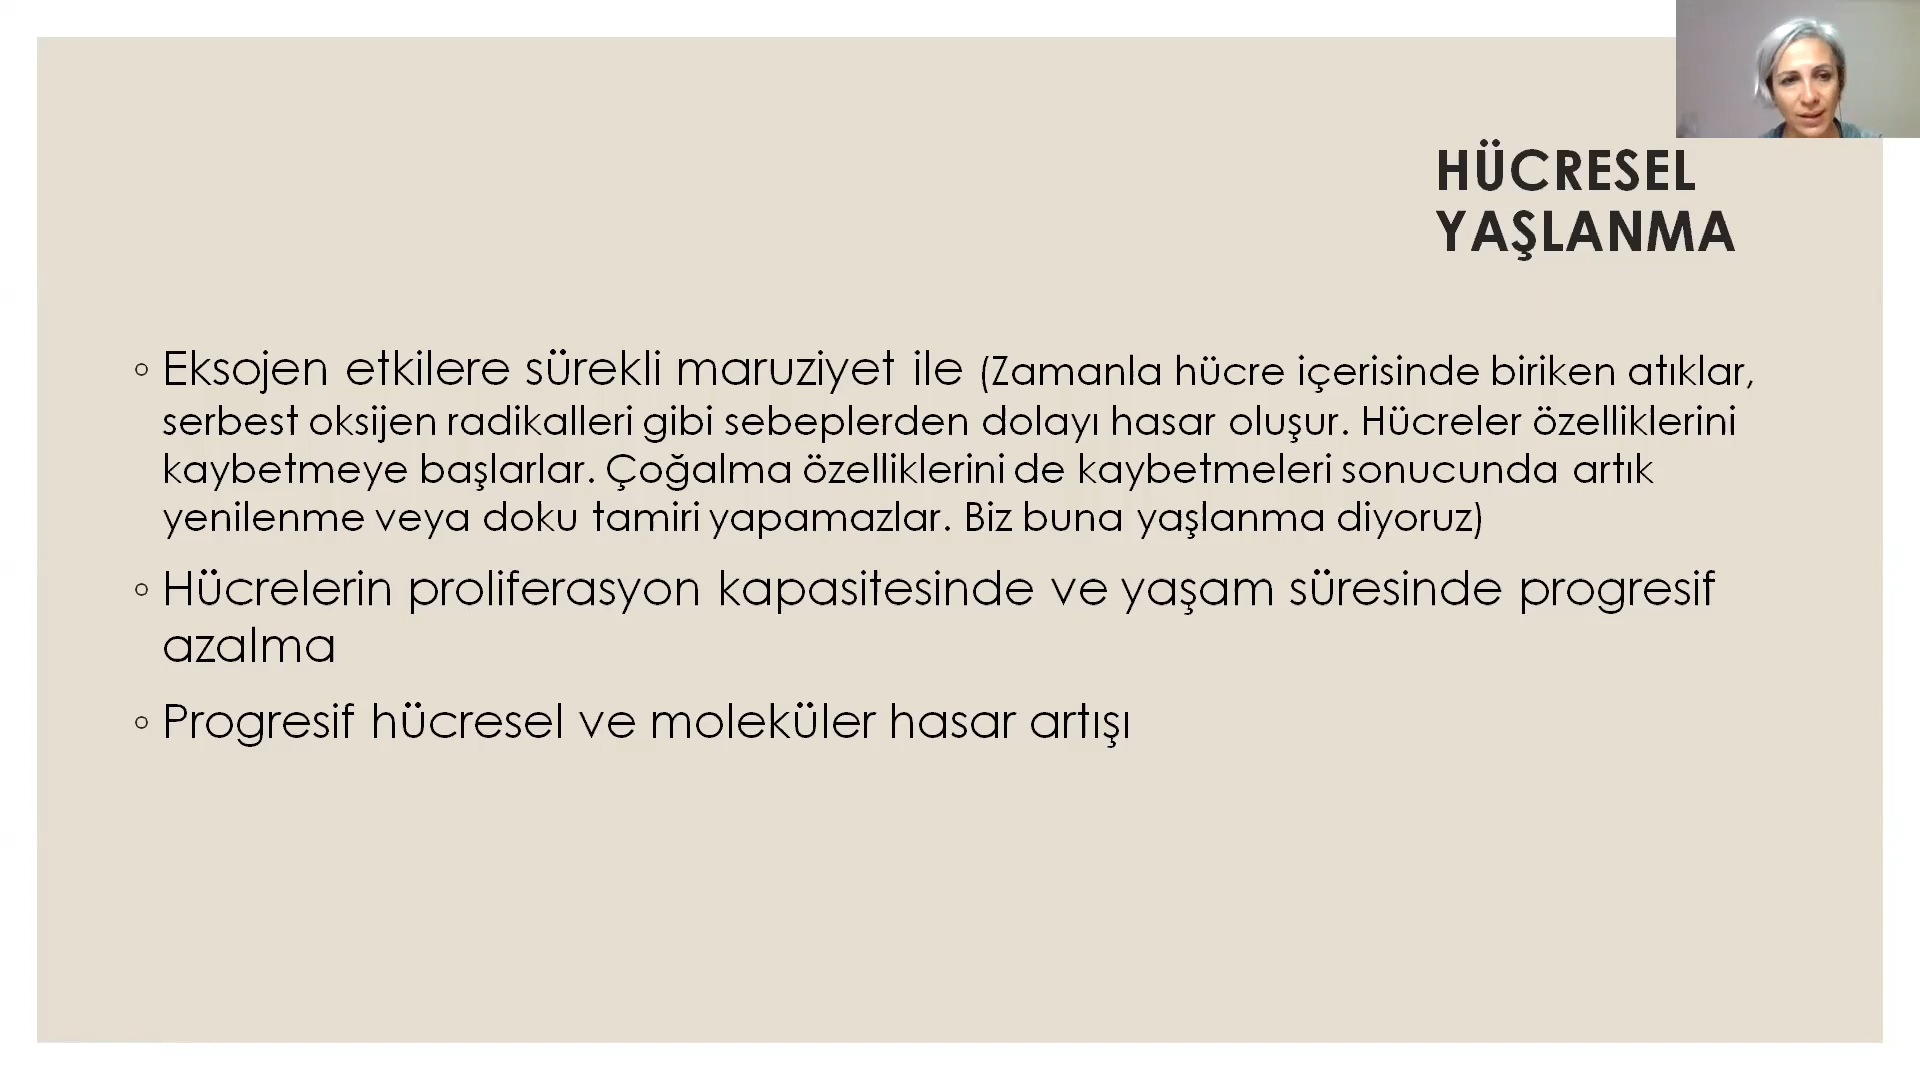 HÜCRESEL
YAŞLANMA
◦ Eksojen etkilere sürekli maruziyet ile (Zamanla hücre içerisinde biriken atıklar,
serbest oksijen radikalleri gibi sebeplerden dolayı hasar oluşur. Hücreler özelliklerini
kaybetmeye başlarlar. Çoğalma özelliklerini de kaybetmeleri sonucunda artık
yenilenme veya doku tamiri yapamazlar. Biz buna yaşlanma diyoruz)
◦ Hücrelerin proliferasyon kapasitesinde ve yaşam süresinde progresif
azalma
◦ Progresif hücresel ve moleküler hasar artışı